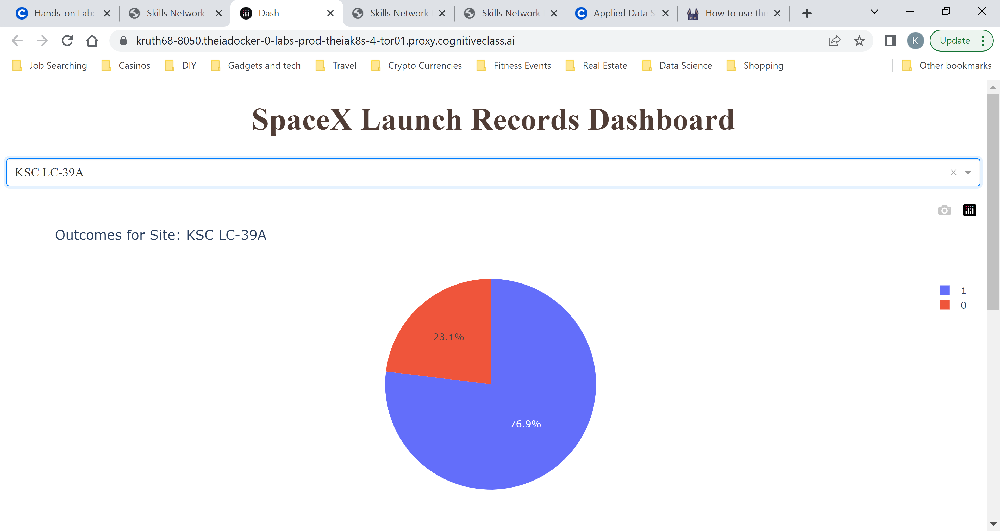 Hands-on Lab:
Skills Network
Dash
Skills Network
Skills Network
Applied Data S
How to use the
kruth68-8050.theiadocker-0-labs-prod-theiak8s-4-tor01.proxy.cognitiveclass.ai
K
Update
Job Searching
Casinos
DIY
Gadgets and tech
Travel
Crypto Currencies
Fitness Events
Real Estate
Data Science
Shopping
Other bookmarks
SpaceX Launch Records Dashboard
KSC LC-39A
Outcomes for Site: KSC LC-39A
1
0
23.1%
76.9%